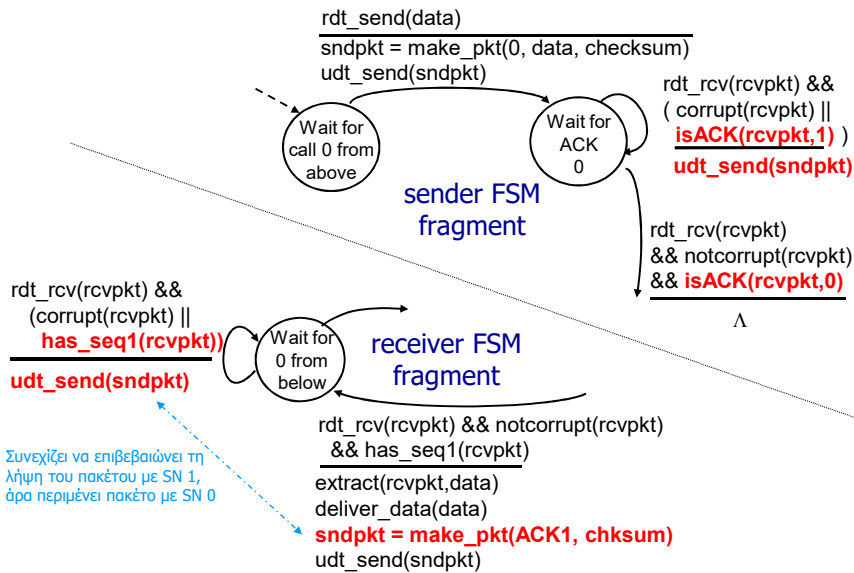 rdt_send(data)
sndpkt = make_pkt(0, data, checksum)
udt_send(sndpkt)
Wait for
call 0 from
above
Wait for
ACK
0
rdt_rcv(rcvpkt) &&
( corrupt(rcvpkt) ||
isACK(rcvpkt,1) )
udt_send(sndpkt)
sender FSM
fragment
rdt_rcv(rcvpkt)
&& notcorrupt(rcvpkt)
&& isACK(rcvpkt,0)
Λ
rdt_rcv(rcvpkt) &&
(corrupt(rcvpkt) ||
has_seq1(rcvpkt))
udt_send(sndpkt)
Wait for
0 from
below
receiver FSM
fragment
rdt_rcv(rcvpkt) && notcorrupt(rcvpkt)
&& has_seq1(rcvpkt)
extract(rcvpkt,data)
deliver_data(data)
sndpkt = make_pkt(ACK1, chksum)
udt_send(sndpkt)
Συνεχίζει να επιβεβαιώνει τη
λήψη του πακέτου με SN 1,
άρα περιμένει πακέτο με SN 0